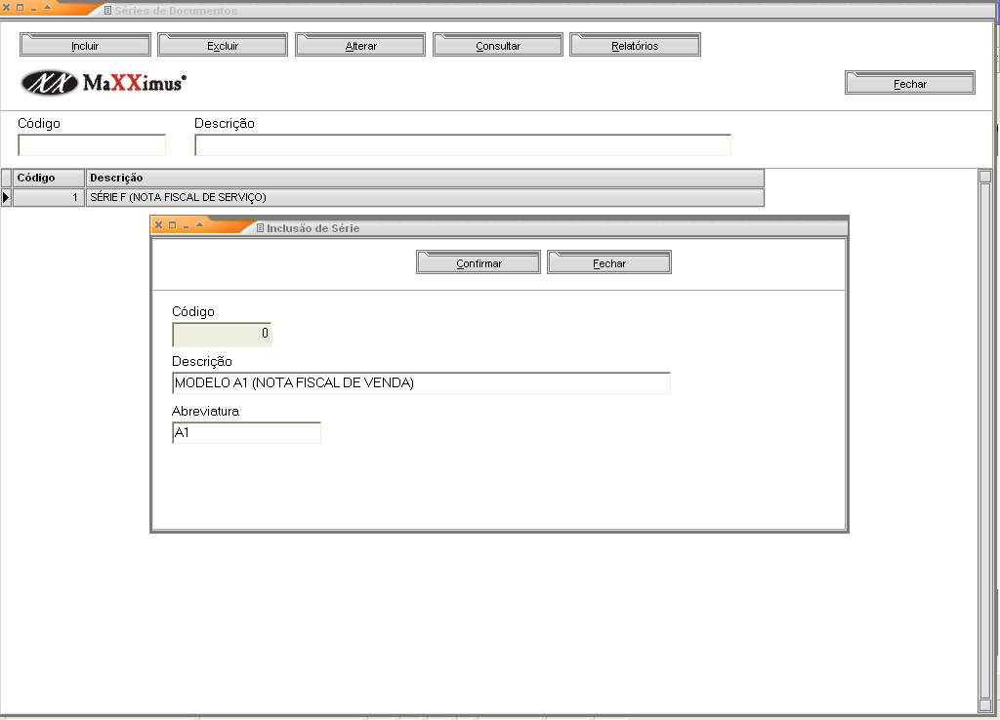 Séries de Documentos
Incluir Excluir Alterar Consultar Relatórios
XX MaXXimus Fechar
Código Descrição
Código Descrição
1 SÉRIE F (NOTA FISCAL DE SERVIÇO)
Inclusão de Série
Confirmar Fechar
Código
0
Descrição
MODELO A1 (NOTA FISCAL DE VENDA)
Abreviatura
A1